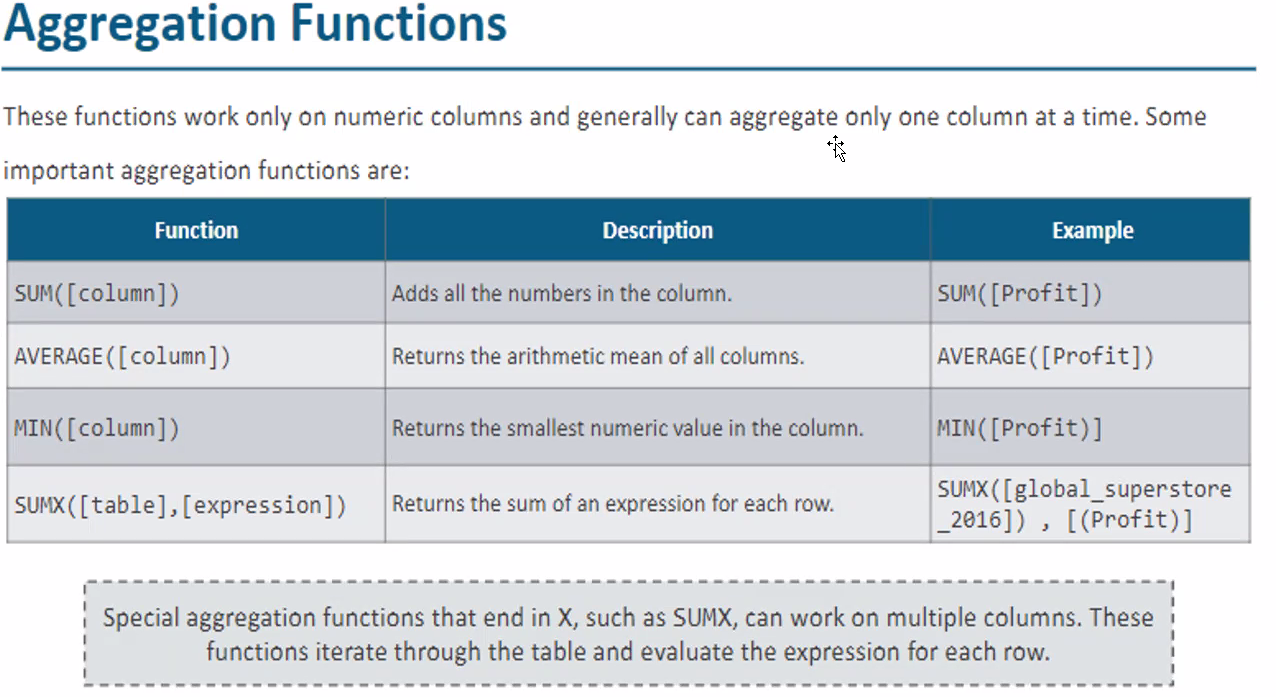 Aggregation Functions
These functions work only on numeric columns and generally can aggregate only one column at a time. Some
important aggregation functions are:
Function Description Example
SUM([column]) Adds all the numbers in the column. SUM([Profit])
AVERAGE([column]) Returns the arithmetic mean of all columns. AVERAGE([Profit])
MIN([column]) Returns the smallest numeric value in the column. MIN([Profit)]
SUMX([table],[expression]) Returns the sum of an expression for each row. SUMX([global_superstore
_2016]) , [(Profit)]
Special aggregation functions that end in X, such as SUMX, can work on multiple columns. These
functions iterate through the table and evaluate the expression for each row.